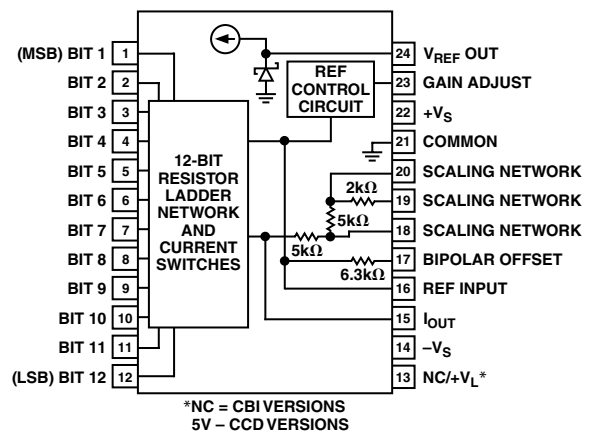 (MSB) BIT 1 1
BIT 2 2
BIT 3 3
BIT 4 4
BIT 5 5
BIT 6 6
BIT 7 7
BIT 8 8
BIT 9 9
BIT 10 10
BIT 11 11
(LSB) BIT 12 12
12-BIT
RESISTOR
LADDER
NETWORK
AND
CURRENT
SWITCHES
REF
CONTROL
CIRCUIT
2kΩ
5kΩ
5kΩ
6.3kΩ
24 VREF OUT
23 GAIN ADJUST
22 +VS
21 COMMON
20 SCALING NETWORK
19 SCALING NETWORK
18 SCALING NETWORK
17 BIPOLAR OFFSET
16 REF INPUT
15 IOUT
14 –VS
13 NC/+VL*
*NC = CBI VERSIONS
5V – CCD VERSIONS